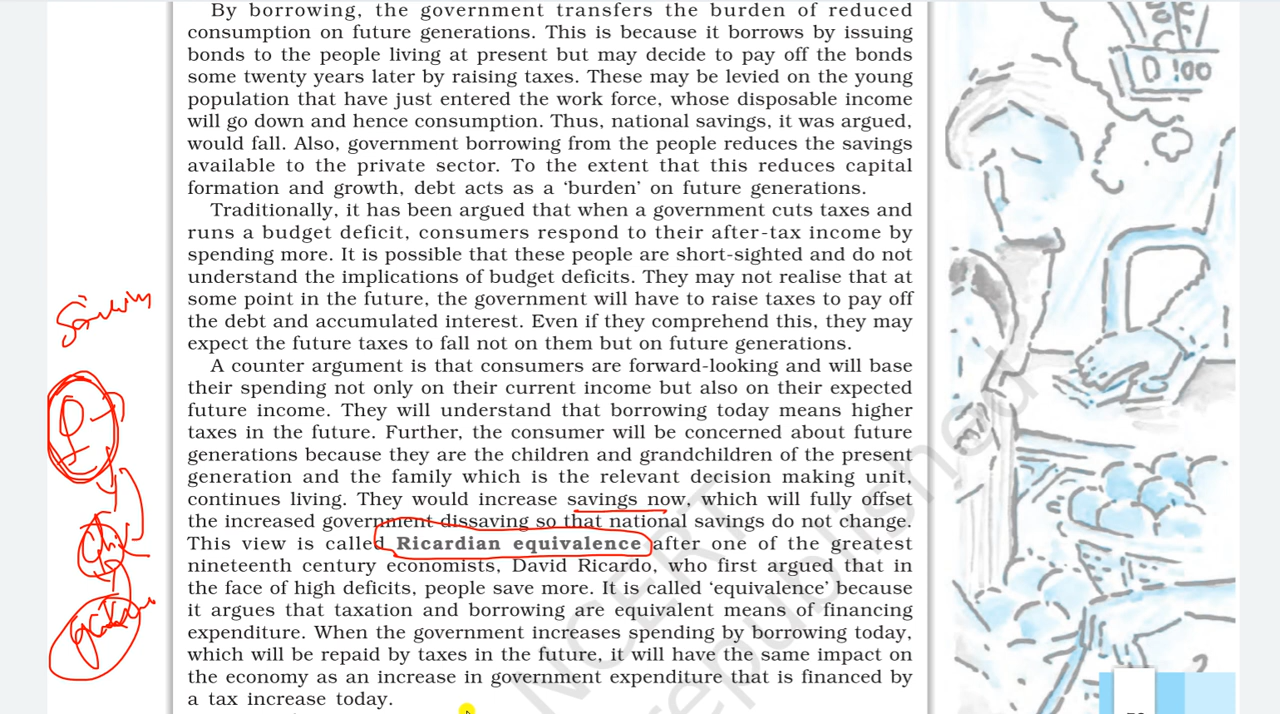 By borrowing, the government transfers the burden of reduced
consumption on future generations. This is because it borrows by issuing
bonds to the people living at present but may decide to pay off the bonds
some twenty years later by raising taxes. These may be levied on the young
population that have just entered the work force, whose disposable income
will go down and hence consumption. Thus, national savings, it was argued,
would fall. Also, government borrowing from the people reduces the savings
available to the private sector. To the extent that this reduces capital
formation and growth, debt acts as a ‘burden’ on future generations.
Traditionally, it has been argued that when a government cuts taxes and
runs a budget deficit, consumers respond to their after-tax income by
spending more. It is possible that these people are short-sighted and do not
understand the implications of budget deficits. They may not realise that at
some point in the future, the government will have to raise taxes to pay off
the debt and accumulated interest. Even if they comprehend this, they may
expect the future taxes to fall not on them but on future generations.
A counter argument is that consumers are forward-looking and will base
their spending not only on their current income but also on their expected
future income. They will understand that borrowing today means higher
taxes in the future. Further, the consumer will be concerned about future
generations because they are the children and grandchildren of the present
generation and the family which is the relevant decision making unit,
continues living. They would increase savings now, which will fully offset
the increased government dissaving so that national savings do not change.
This view is called Ricardian equivalence after one of the greatest
nineteenth century economists, David Ricardo, who first argued that in
the face of high deficits, people save more. It is called ‘equivalence’ because
it argues that taxation and borrowing are equivalent means of financing
expenditure. When the government increases spending by borrowing today,
which will be repaid by taxes in the future, it will have the same impact on
the economy as an increase in government expenditure that is financed by
a tax increase today.
NCERT
republished